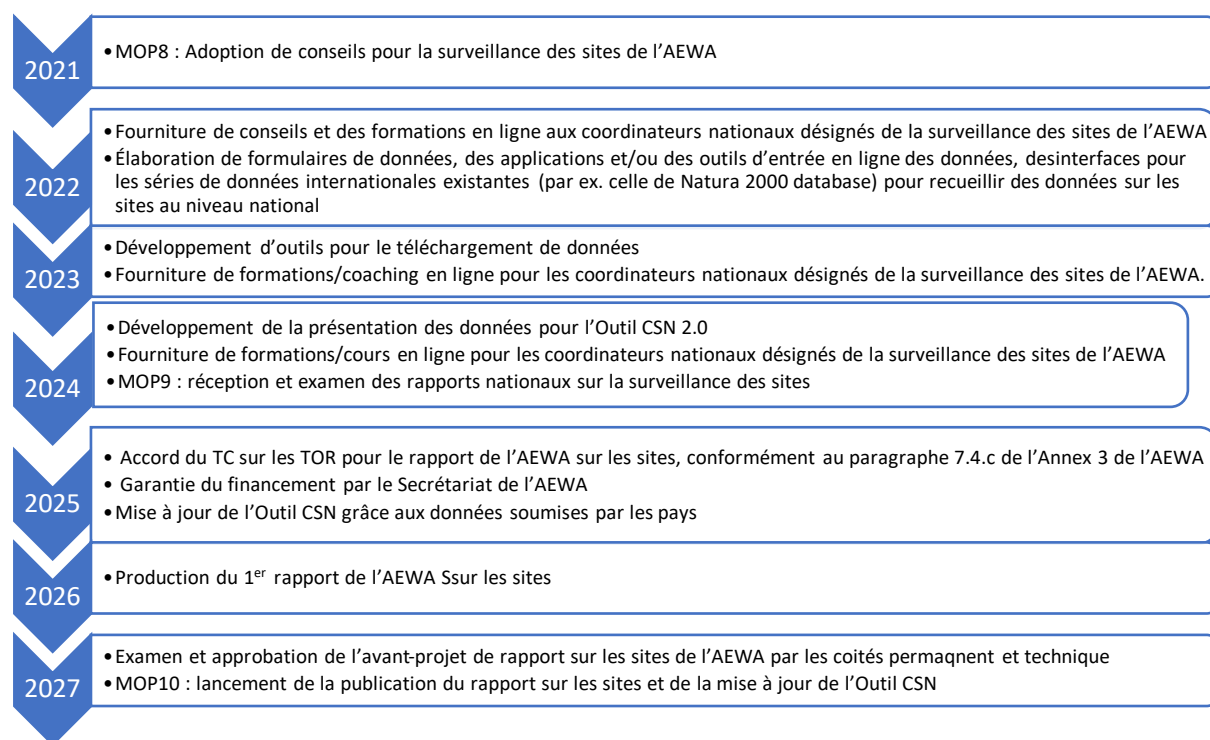 2021
•MOP8 : Adoption de conseils pour la surveillance des sites de l’AEWA
2022
•Fourniture de conseils et des formations en ligne aux coordinateurs nationaux désignés de la surveillance des sites de l’AEWA
•Élaboration de formulaires de données, des applications et/ou des outils d’entrée en ligne des données, desinterfaces pour
les séries de données internationales existantes (par ex. celle de Natura 2000 database) pour recueillir des données sur les
sites au niveau national
2023
•Développement d’outils pour le téléchargement de données
•Fourniture de formations/coaching en ligne pour les coordinateurs nationaux désignés de la surveillance des sites de l’AEWA.
2024
•Développement de la présentation des données pour l’Outil CSN 2.0
•Fourniture de formations/cours en ligne pour les coordinateurs nationaux désignés de la surveillance des sites de l’AEWA
•MOP9 : réception et examen des rapports nationaux sur la surveillance des sites
2025
• Accord du TC sur les TOR pour le rapport de l’AEWA sur les sites, conformément au paragraphe 7.4.c de l’Annex 3 de l’AEWA
• Garantie du financement par le Secrétariat de l’AEWA
•Mise à jour de l’Outil CSN grâce aux données soumises par les pays
2026
•Production du 1er rapport de l’AEWA Ssur les sites
2027
•Examen et approbation de l’avant-projet de rapport sur les sites de l’AEWA par les coités permaqnent et technique
•MOP10 : lancement de la publication du rapport sur les sites et de la mise à jour de l’Outil CSN